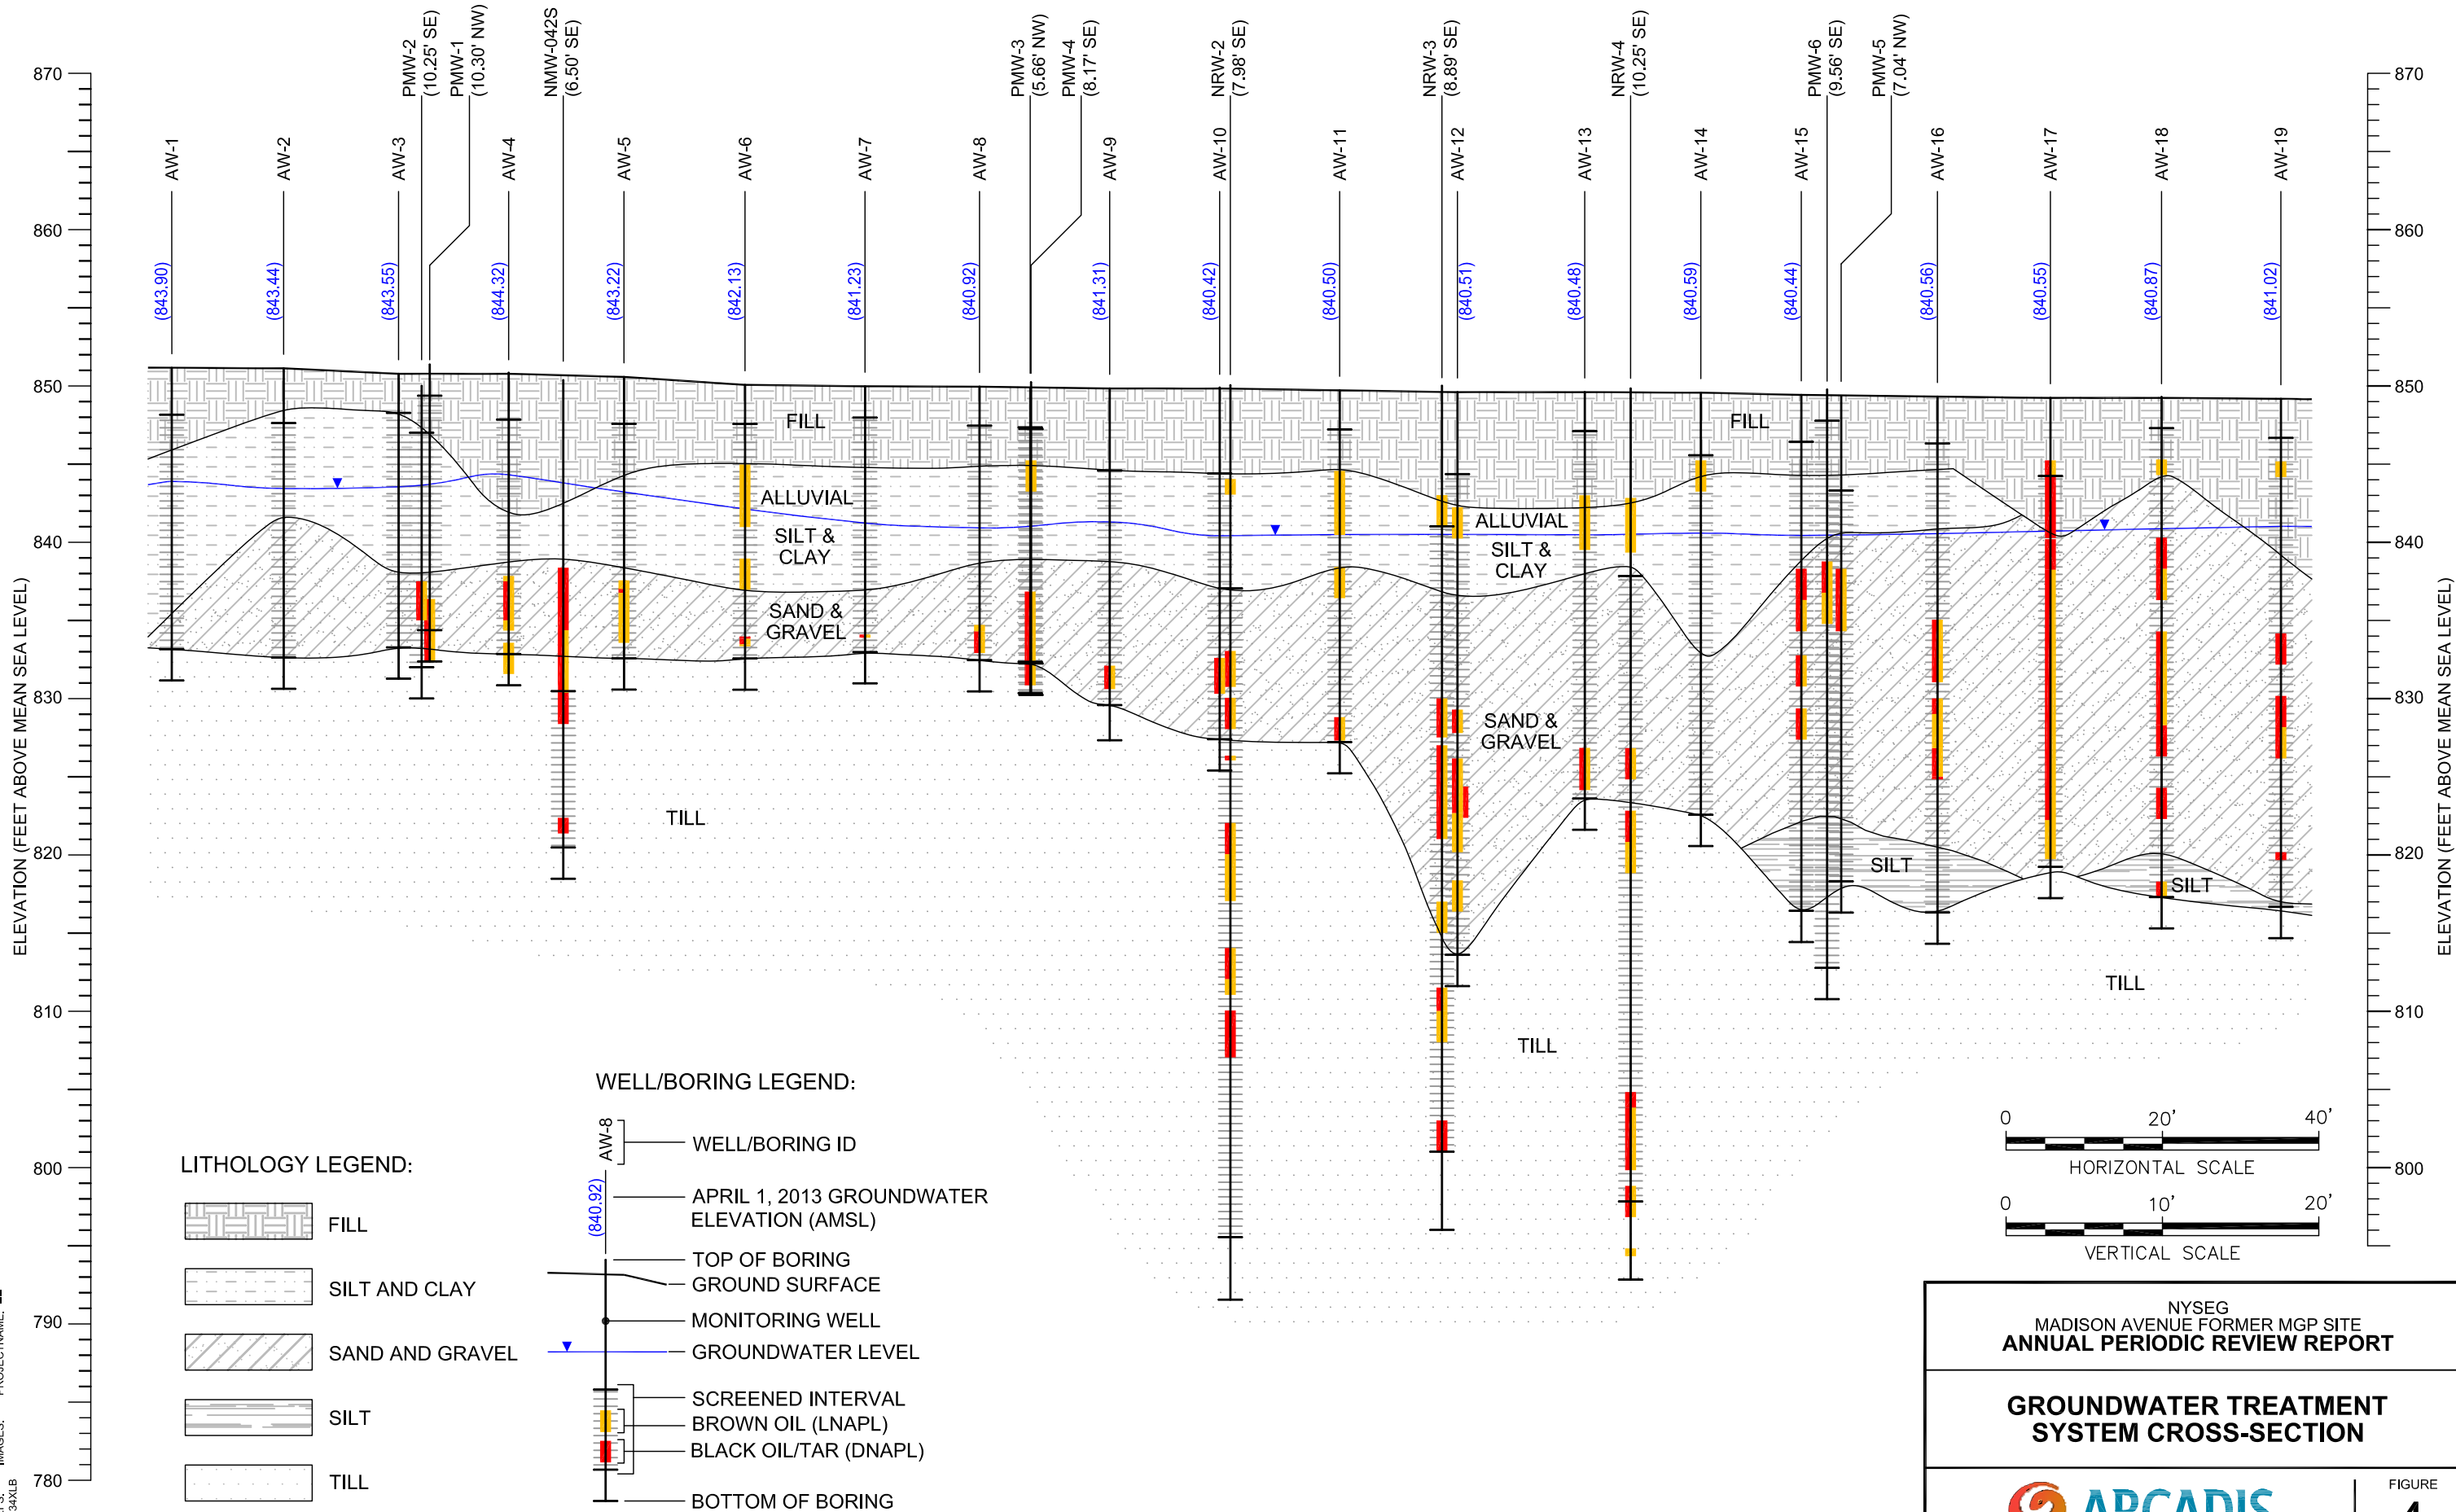 PMW-2
(10.25' SE)
PMW-1
(10.30' NW)
NMW-042S
(6.50' SE)
PMW-3
(5.66' NW)
PMW-4
(8.17' SE)
NRW-2
(7.98' SE)
NRW-3
(8.89' SE)
NRW-4
(10.25' SE)
PMW-6
(9.56' SE)
PMW-5
(7.04' NW)
AW-1
AW-2
AW-3
AW-4
AW-5
AW-6
AW-7
AW-8
AW-9
AW-10
AW-11
AW-12
AW-13
AW-14
AW-15
AW-16
AW-17
AW-18
AW-19
(843.90)
(843.44)
(843.55)
(844.32)
(843.22)
(842.13)
(841.23)
(840.92)
(841.31)
(840.42)
(840.50)
(840.51)
(840.48)
(840.59)
(840.44)
(840.56)
(840.55)
(840.87)
(841.02)
ELEVATION (FEET ABOVE MEAN SEA LEVEL)
870
860
850
840
830
820
810
800
790
780
870
860
850
840
830
820
810
800
ELEVATION (FEET ABOVE MEAN SEA LEVEL)
FILL
FILL
ALLUVIAL
SILT &
CLAY
ALLUVIAL
SILT &
CLAY
SAND &
GRAVEL
SAND &
GRAVEL
TILL
SILT
SILT
TILL
TILL
LITHOLOGY LEGEND:
FILL
SILT AND CLAY
SAND AND GRAVEL
SILT
TILL
WELL/BORING LEGEND:
AW-8
WELL/BORING ID
(840.92)
APRIL 1, 2013 GROUNDWATER
ELEVATION (AMSL)
TOP OF BORING
GROUND SURFACE
MONITORING WELL
GROUNDWATER LEVEL
SCREENED INTERVAL
BROWN OIL (LNAPL)
BLACK OIL/TAR (DNAPL)
BOTTOM OF BORING
0 20' 40'
HORIZONTAL SCALE
0 10' 20'
VERTICAL SCALE
NYSEG
MADISON AVENUE FORMER MGP SITE
ANNUAL PERIODIC REVIEW REPORT
GROUNDWATER TREATMENT
SYSTEM CROSS-SECTION
ARCADIS
FIGURE
PROJECTNAME: --
IMAGES:
34XLB